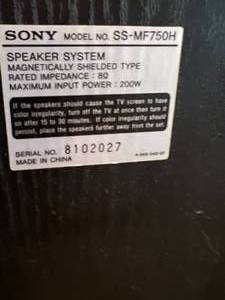 SONY MODEL NO. SS-MF750H
SPEAKER SYSTEM
MAGNETICALLY SHIELDED TYPE
RATED IMPEDANCE : 8Ω
MAXIMUM INPUT POWER : 200W
If the speakers should cause the TV screen to have
color irregularity, turn off the TV at once then turn it
on after 15 to 30 minutes. If color irregularity should
persist, place the speakers further away from the set.
SERIAL NO. 8102027
MADE IN CHINA